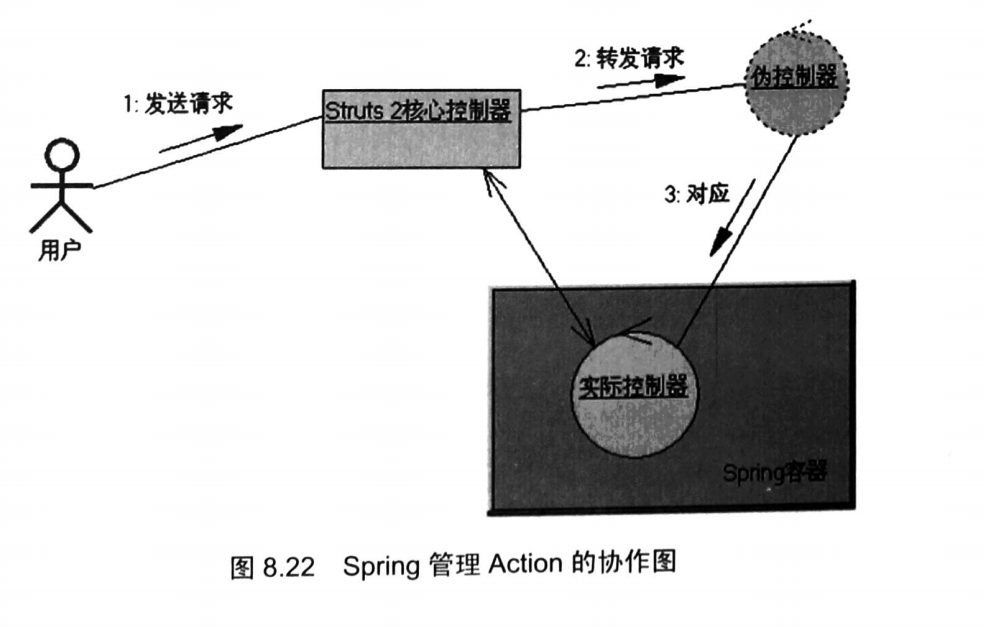 1: 发送请求
2: 转发请求
伪控制器
Struts 2核心控制器
3: 对应
用户
实际控制器
Spring容器
图 8.22 Spring 管理 Action 的协作图